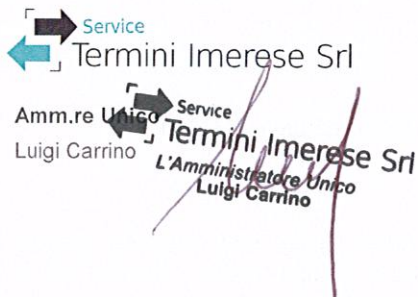 Service
Termini Imerese Srl
Amm.re Unico
Luigi Carrino
Service
Termini Imerese Srl
L'Amministratore Unico
Luigi Carrino